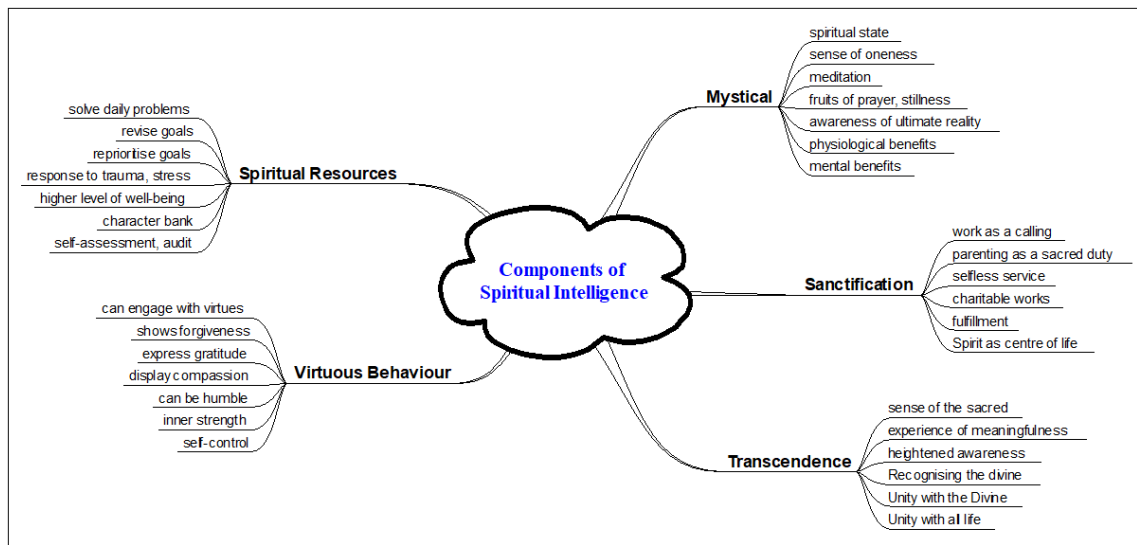 Components of
Spiritual Intelligence
Mystical
spiritual state
sense of oneness
meditation
fruits of prayer, stillness
awareness of ultimate reality
physiological benefits
mental benefits
Sanctification
work as a calling
parenting as a sacred duty
selfless service
charitable works
fulfillment
Spirit as centre of life
Transcendence
sense of the sacred
experience of meaningfulness
heightened awareness
Recognising the divine
Unity with the Divine
Unity with all life
Spiritual Resources
solve daily problems
revise goals
reprioritise goals
response to trauma, stress
higher level of well-being
character bank
self-assessment, audit
Virtuous Behaviour
can engage with virtues
shows forgiveness
express gratitude
display compassion
can be humble
inner strength
self-control